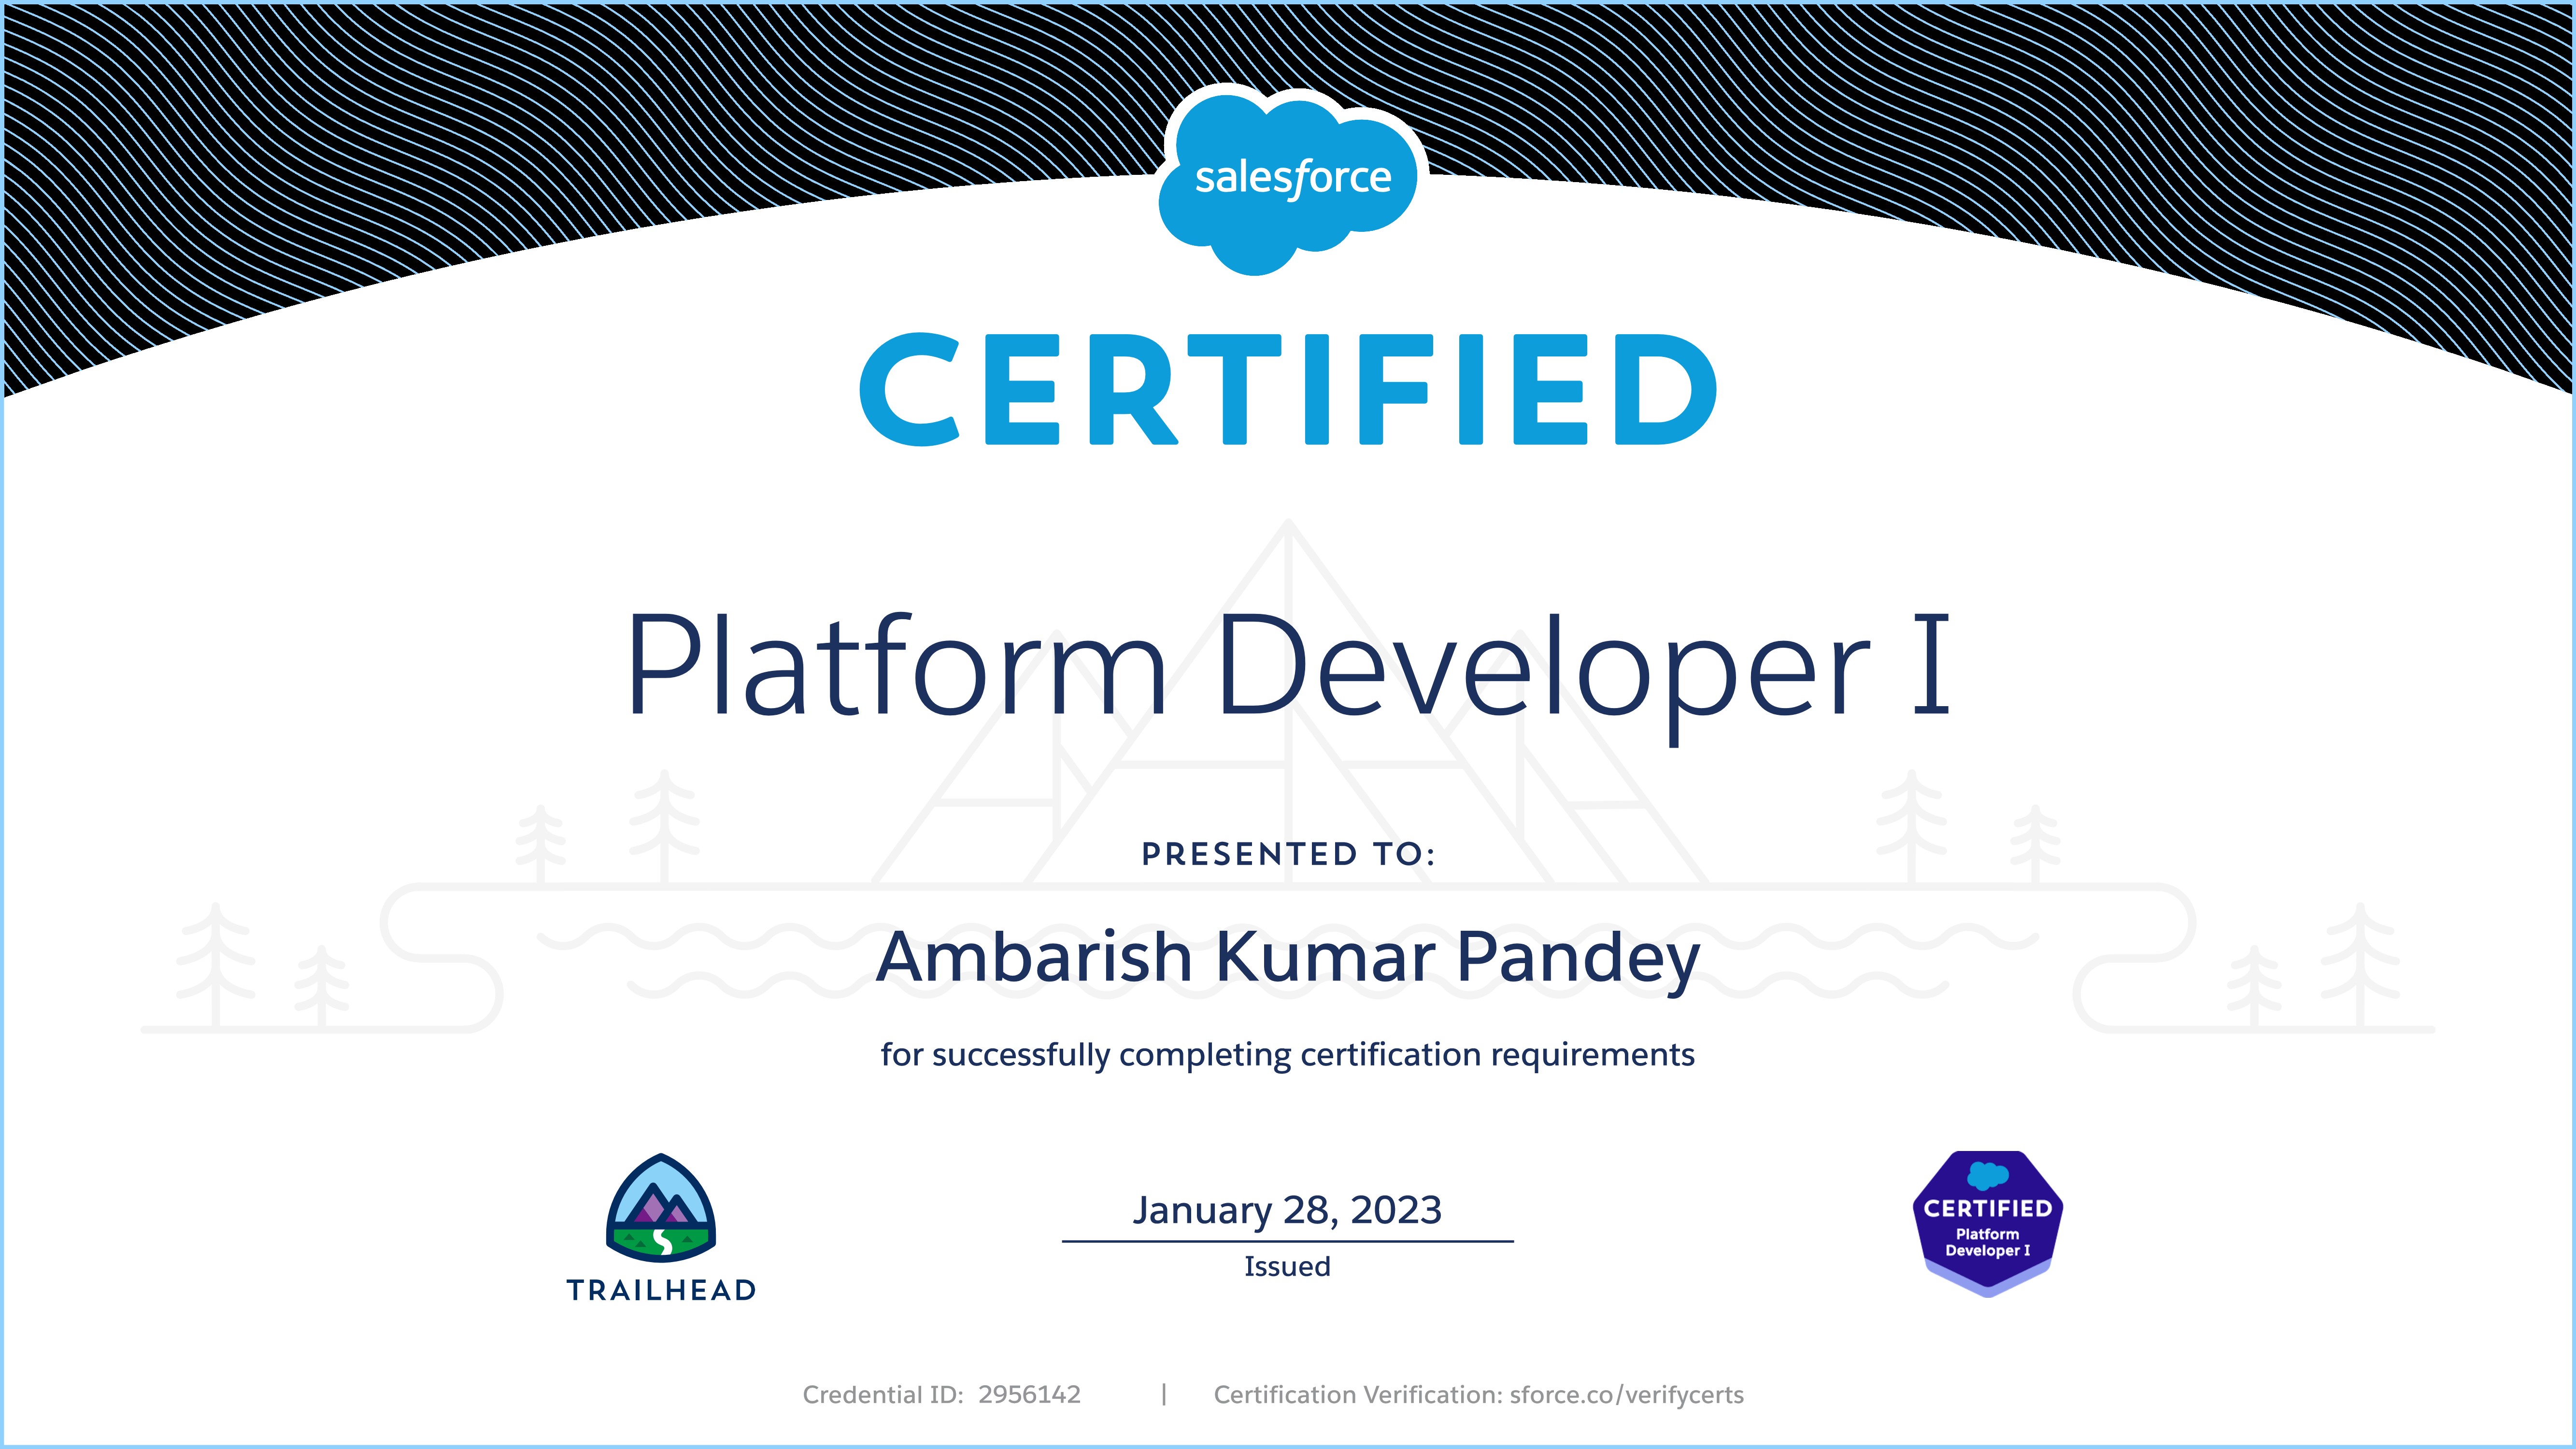 salesforce
CERTIFIED
Platform Developer I
PRESENTED TO:
Ambarish Kumar Pandey
for successfully completing certification requirements
TRAILHEAD
January 28, 2023
Issued
CERTIFIED
Platform
Developer I
Credential ID: 2956142 | Certification Verification: sforce.co/verifycerts